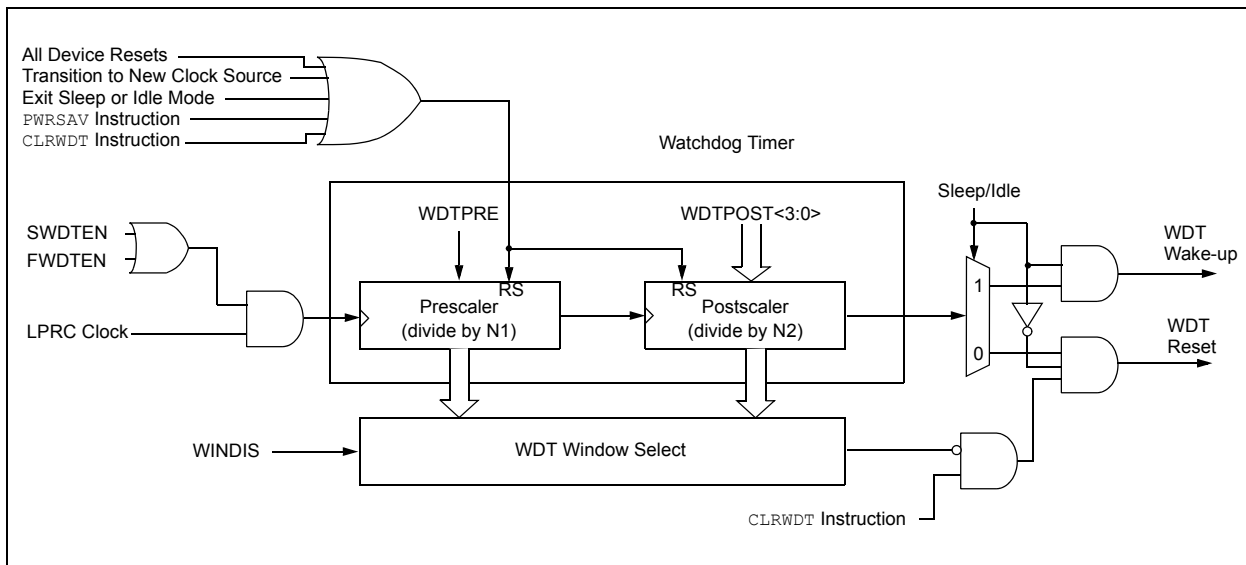 All Device Resets
Transition to New Clock Source
Exit Sleep or Idle Mode
PWRSAV Instruction
CLRWDT Instruction
Watchdog Timer
Sleep/Idle
WDTPRE
WDTPOST<3:0>
SWDTEN
FWDTEN
WDT
Wake-up
RS
RS
Prescaler
(divide by N1)
Postscaler
(divide by N2)
1
0
LPRC Clock
WDT
Reset
WINDIS
WDT Window Select
CLRWDT Instruction